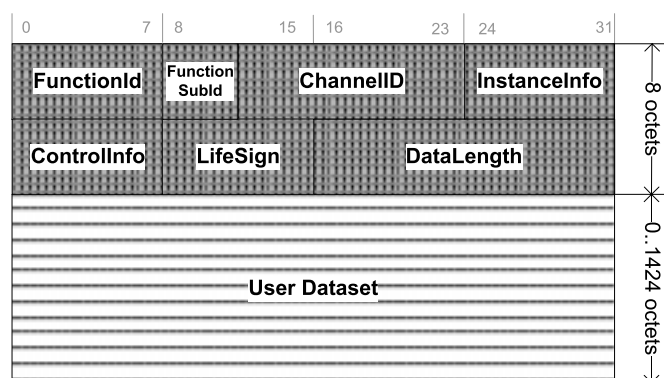 0 7 8 15 16 23 24 31
FunctionId
Function
SubId
ChannelID
InstanceInfo
8 octets
ControlInfo
LifeSign
DataLength
User Dataset
0..1424 octets